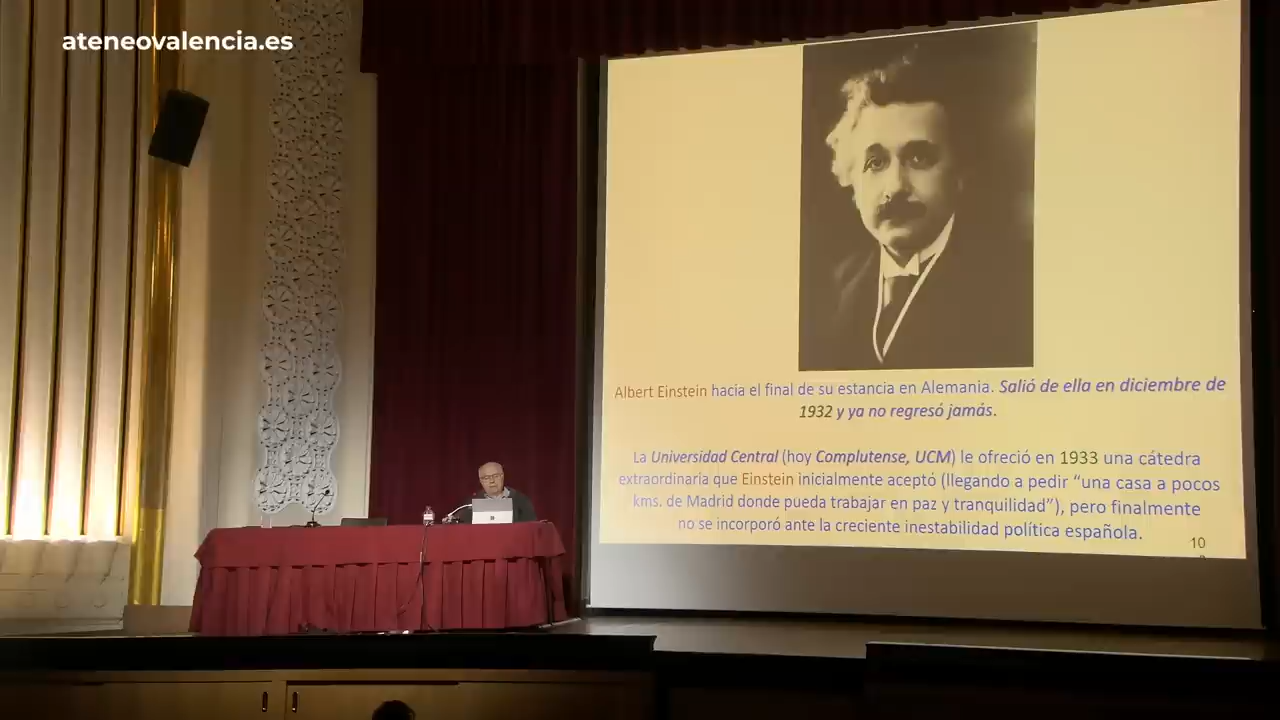 ateneovalencia.es
Albert Einstein hacia el final de su estancia en Alemania. Salió de ella en diciembre de
1932 y ya no regresó jamás.
La Universidad Central (hoy Complutense, UCM) le ofreció en 1933 una cátedra
extraordinaria que Einstein inicialmente aceptó (llegando a pedir “una casa a pocos
kms. de Madrid donde pueda trabajar en paz y tranquilidad”), pero finalmente
no se incorporó ante la creciente inestabilidad política española.
10